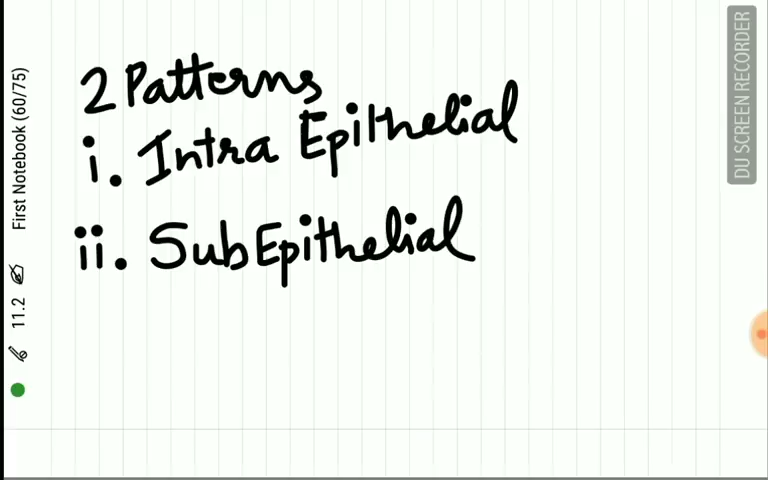 2 Patterns
i. Intra Epithelial
ii. SubEpithelial
First Notebook (60/75)
11.2
DU SCREEN RECORDER